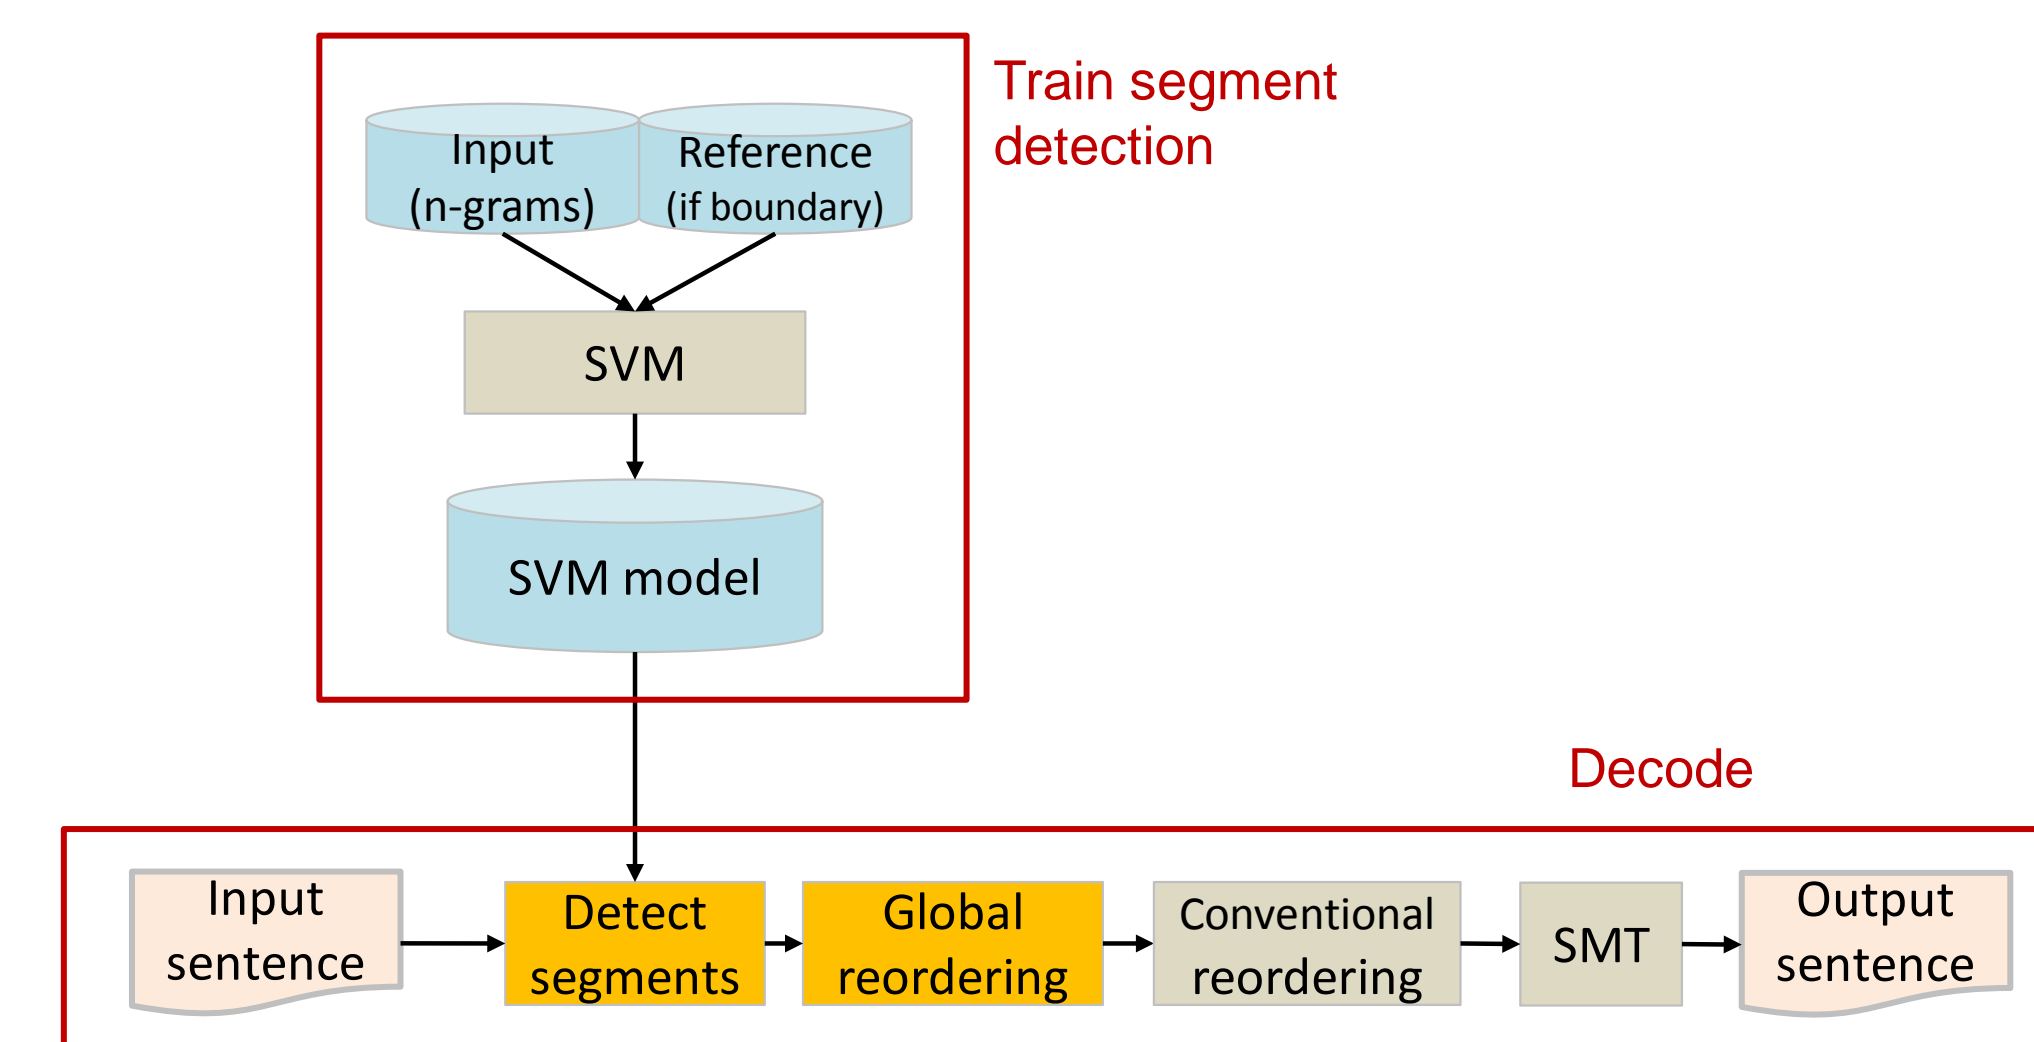 Train segment
detection
Input
(n-grams)
Reference
(if boundary)
SVM
SVM model
Decode
Input
sentence
Detect
segments
Global
reordering
Conventional
reordering
SMT
Output
sentence